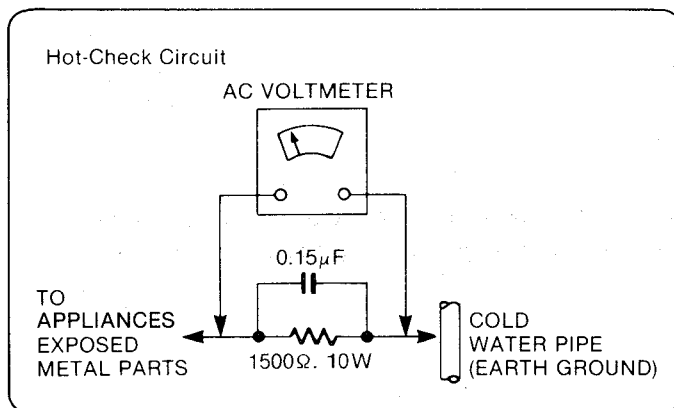 Hot-Check Circuit
AC VOLTMETER
0.15μF
TO
APPLIANCES
EXPOSED
METAL PARTS
1500Ω. 10W
COLD
WATER PIPE
(EARTH GROUND)